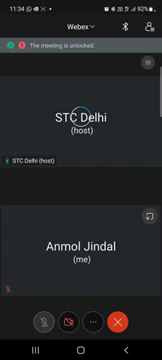 11:34
92%
Webex
The meeting is unlocked.
STC Delhi
(host)
STC Delhi (host)
Anmol Jindal
(me)